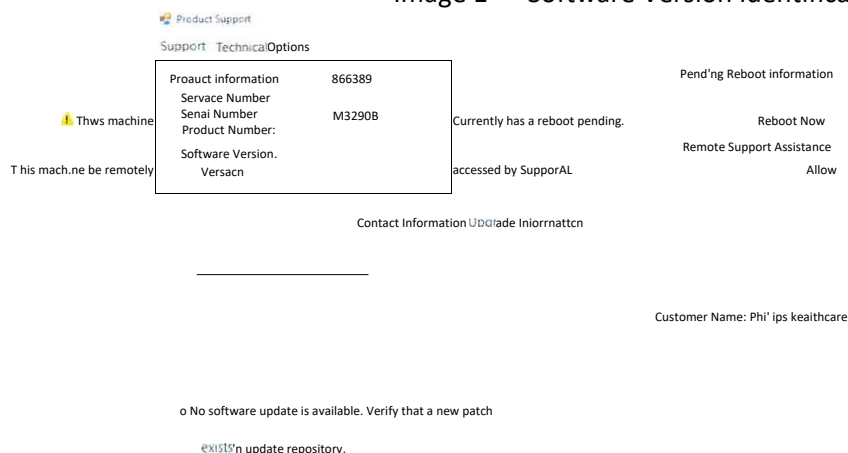 Image 1 Software Version Identifica
Product Support
Support Technical Options
Proauct information 866389
Pend'ng Reboot information
Servace Number
Thws machine Senai Number M3290B Currently has a reboot pending. Reboot Now
Product Number:
Remote Support Assistance
Software Version.
T his mach.ne be remotely Versacn accessed by SupporAL Allow
Contact Information Upgrade Iniorrnattcn
Customer Name: Phi' ips keaithcare
o No software update is available. Verify that a new patch
exists'n update repository.